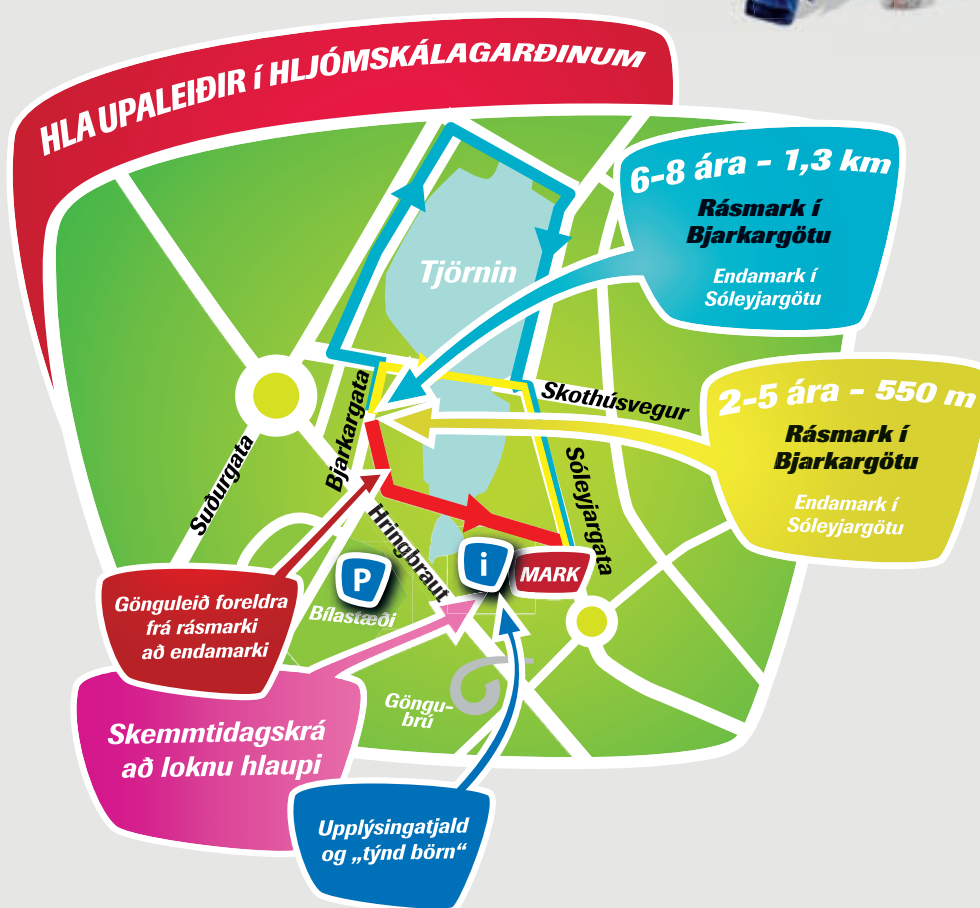 HLAUPALEIÐIR í HLJÓMSKÁLAGARÐINUM
6-8 ára - 1,3 km
Rásmark í
Bjarkargötu
Endamark í
Sóleyjargötu
Tjörnin
2-5 ára - 550 m
Rásmark í
Bjarkargötu
Endamark í
Sóleyjargötu
Skothúsvegur
Bjarkargata
Suðurgata
Sóleyjargata
Hringbraut
P
Bílastæði
i
MARK
Gönguleið foreldra
frá rásmarki
að endamarki
Göngu-
brú
Skemmtidagskrá
að loknu hlaupi
Upplýsingatjald
og „týnd börn“